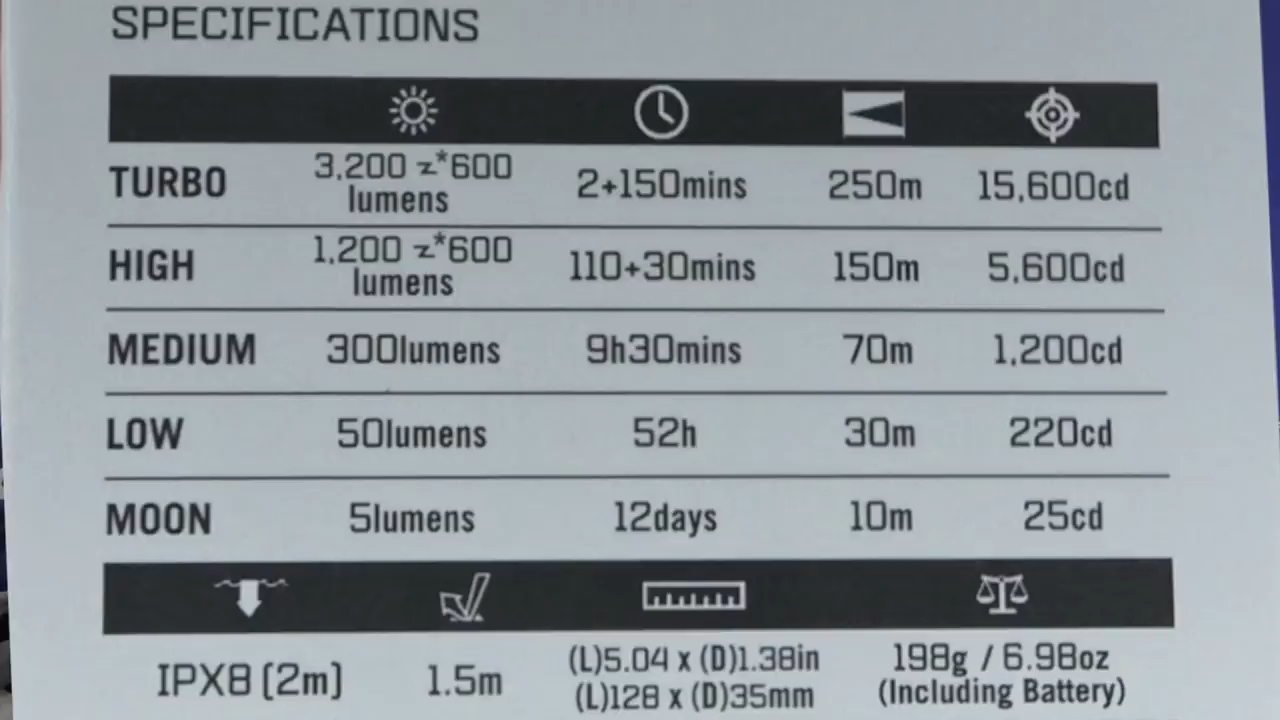 SPECIFICATIONS
TURBO 3,200 z*600 lumens 2+150mins 250m 15,600cd
HIGH 1,200 z*600 lumens 110+30mins 150m 5,600cd
MEDIUM 300lumens 9h30mins 70m 1,200cd
LOW 50lumens 52h 30m 220cd
MOON 5lumens 12days 10m 25cd
IPX8 (2m) 1.5m (L)5.04 x (D)1.38in 198g / 6.98oz
(L)128 x (D)35mm (Including Battery)